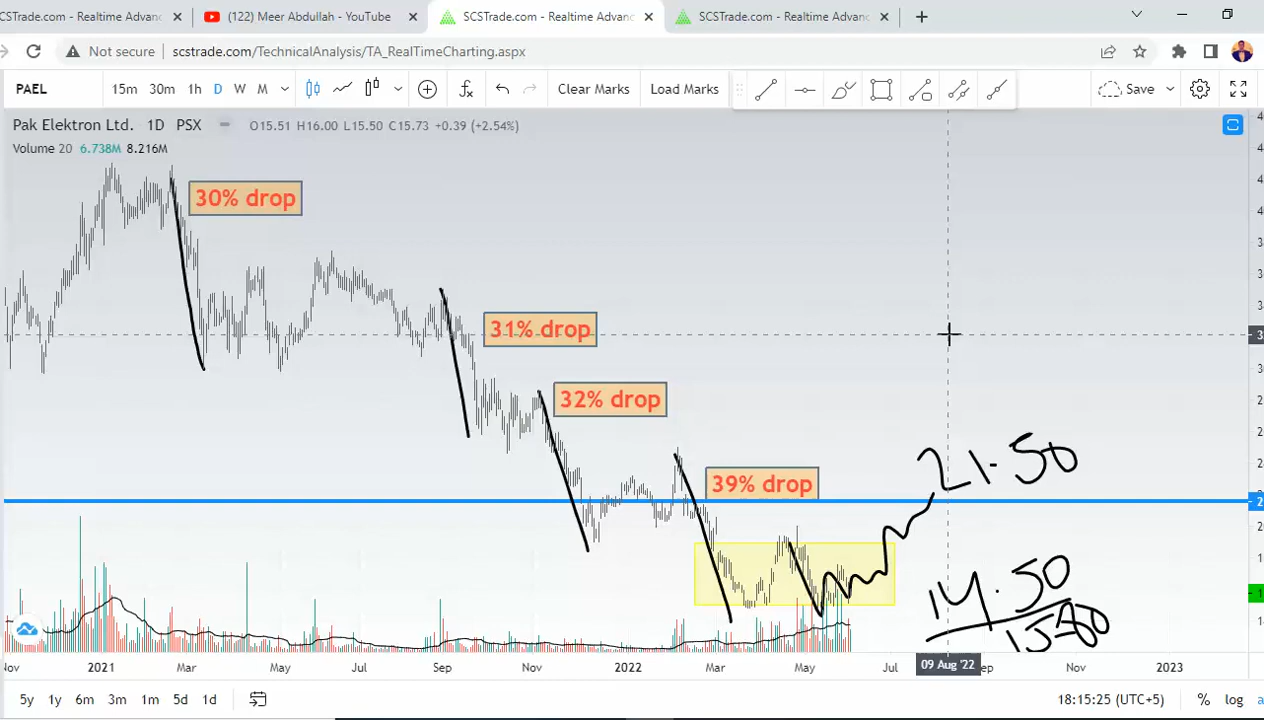 SCSTrade.com - Realtime Advanc
(122) Meer Abdullah - YouTube
SCSTrade.com - Realtime Advanc
SCSTrade.com - Realtime Advanc
Not secure
scstrade.com/TechnicalAnalysis/TA_RealTimeCharting.aspx
PAEL 15m 30m 1h D W M Clear Marks Load Marks Save
Pak Elektron Ltd. 1D PSX O15.51 H16.00 L15.50 C15.73 +0.39 (+2.54%)
Volume 20 6.738M 8.216M
30% drop
31% drop
32% drop
39% drop
21.50
14.50
2021 Mar May Jul Sep Nov 2022 Mar May Jul 09 Aug '22 Nov 2023
5y 1y 6m 3m 1m 5d 1d 18:15:25 (UTC+5) % log